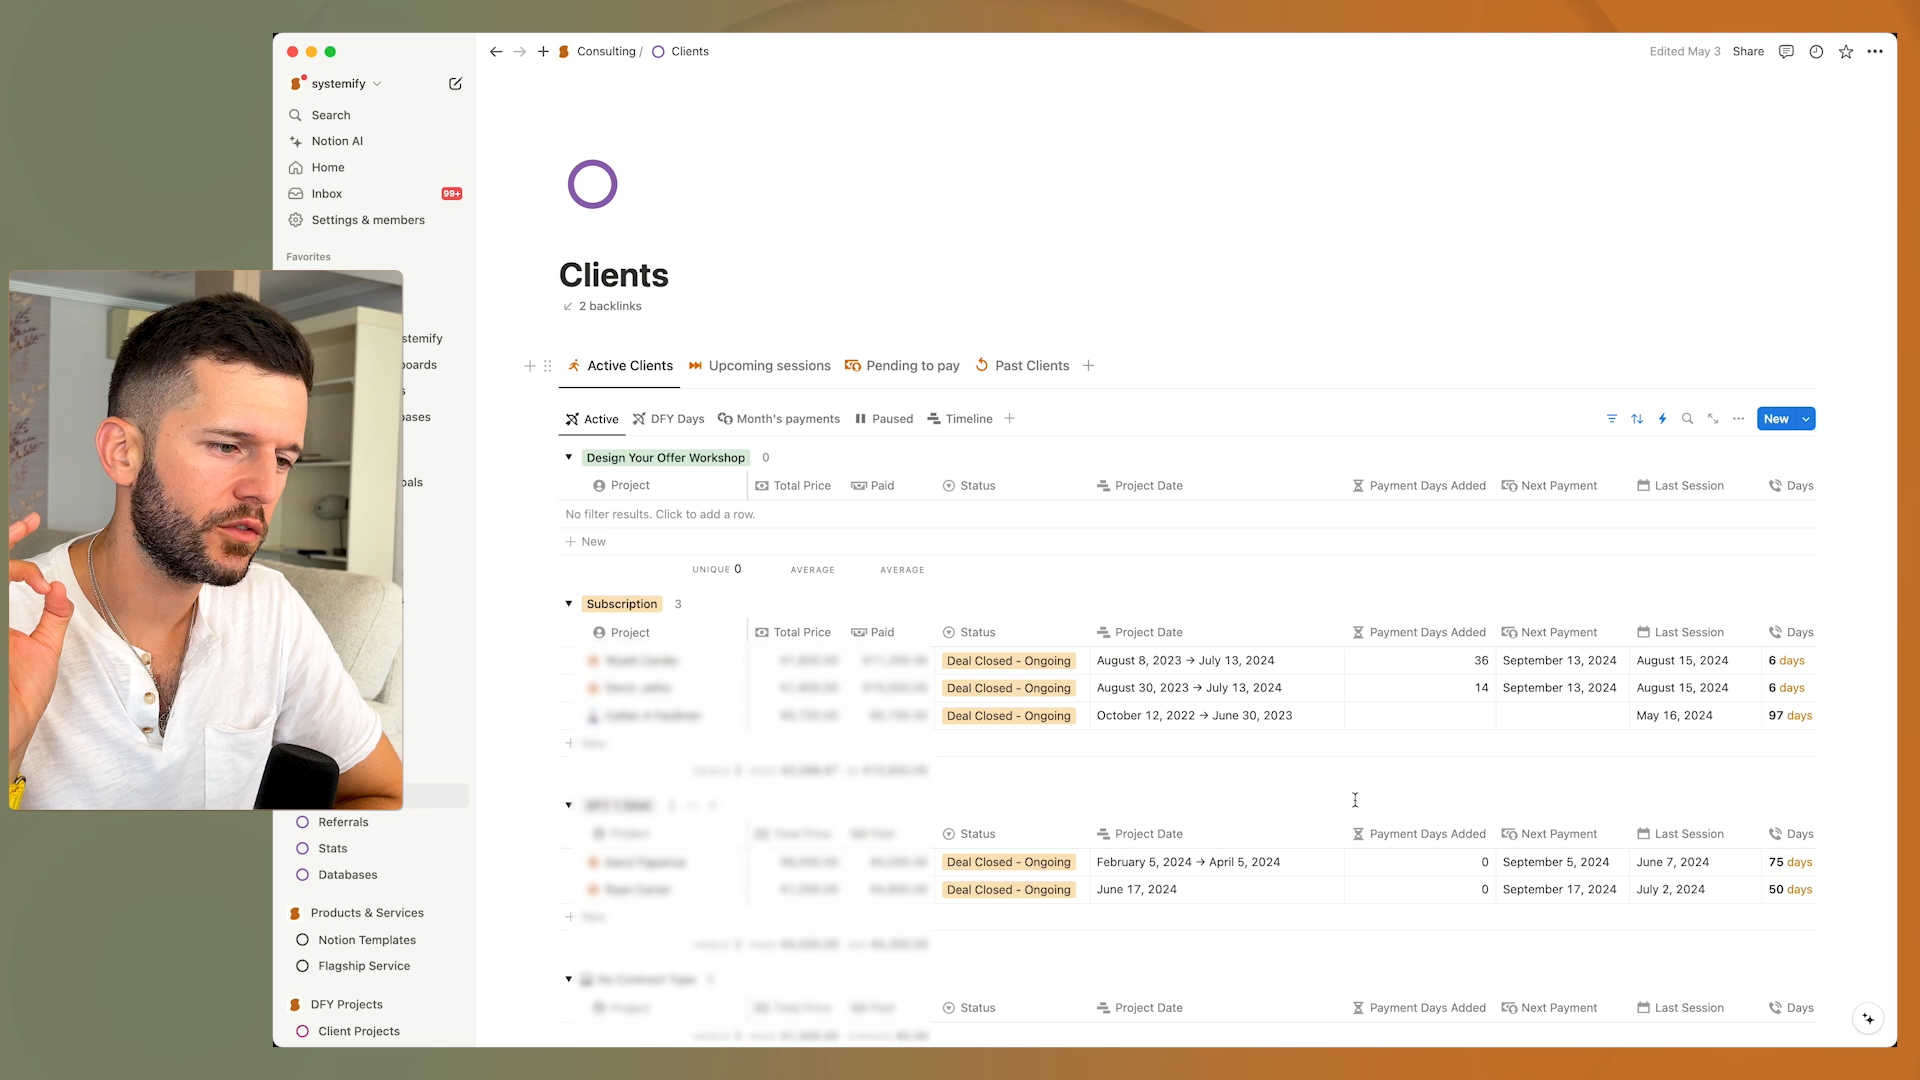 Consulting / Clients
Edited May 3 Share
systemify
Search
Notion AI
Home
Inbox 99+
Settings & members
Favorites
stemify
boards
s
bases
oals
Referrals
Stats
Databases
Products & Services
Notion Templates
Flagship Service
DFY Projects
Client Projects
Clients
2 backlinks
Active Clients Upcoming sessions Pending to pay Past Clients
Active DFY Days Month's payments Paused Timeline New
Design Your Offer Workshop 0
Project Total Price Paid Status Project Date Payment Days Added Next Payment Last Session Days
No filter results. Click to add a row.
New
UNIQUE 0 AVERAGE AVERAGE
Subscription 3
Project Total Price Paid Status Project Date Payment Days Added Next Payment Last Session Days
Deal Closed - Ongoing August 8, 2023 → July 13, 2024 36 September 13, 2024 August 15, 2024 6 days
Deal Closed - Ongoing August 30, 2023 → July 13, 2024 14 September 13, 2024 August 15, 2024 6 days
Deal Closed - Ongoing October 12, 2022 → June 30, 2023 May 16, 2024 97 days
Status Project Date Payment Days Added Next Payment Last Session Days
Deal Closed - Ongoing February 5, 2024 → April 5, 2024 0 September 5, 2024 June 7, 2024 75 days
Deal Closed - Ongoing June 17, 2024 0 September 17, 2024 July 2, 2024 50 days
Status Project Date Payment Days Added Next Payment Last Session Days